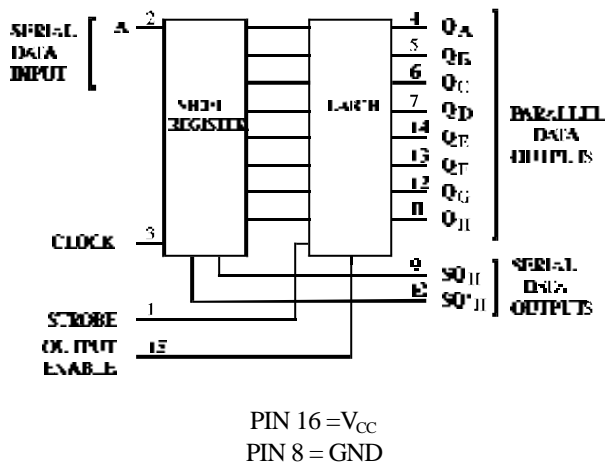 SERIAL DATA INPUT
A 2
SHIFT REGISTER
LATCH
4 QA
5 QB
6 QC
7 QD
14 QE
13 QF
12 QG
11 QH
PARALLEL DATA OUTPUTS
CLOCK 3
9 SQH
SQ'H
SERIAL DATA OUTPUTS
STROBE 1
OUTPUT ENABLE 15
PIN 16 =VCC
PIN 8 = GND